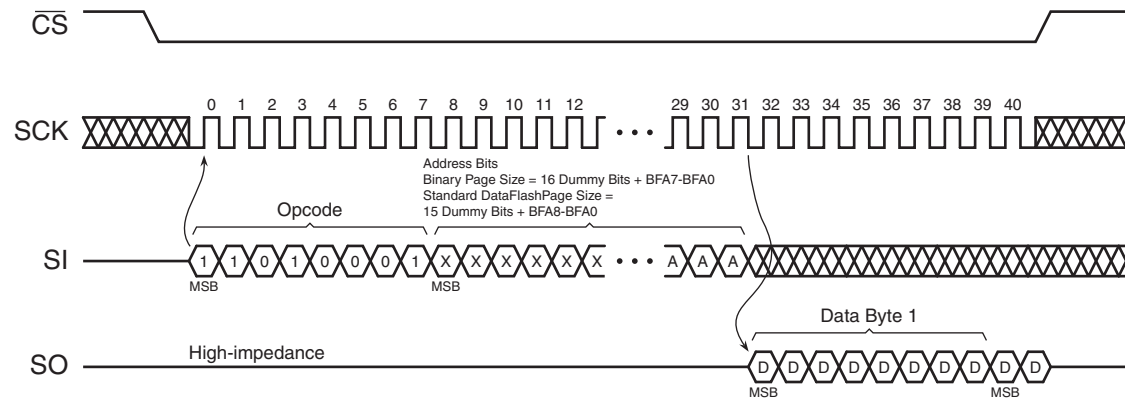 CS
0 1 2 3 4 5 6 7 8 9 10 11 12 29 30 31 32 33 34 35 36 37 38 39 40
SCK
Address Bits
Binary Page Size = 16 Dummy Bits + BFA7-BFA0
Standard DataFlashPage Size =
15 Dummy Bits + BFA8-BFA0
Opcode
SI 1 1 0 1 0 0 0 1 X X X X X X A A A
MSB MSB
Data Byte 1
High-impedance
SO D D D D D D D D D D
MSB MSB